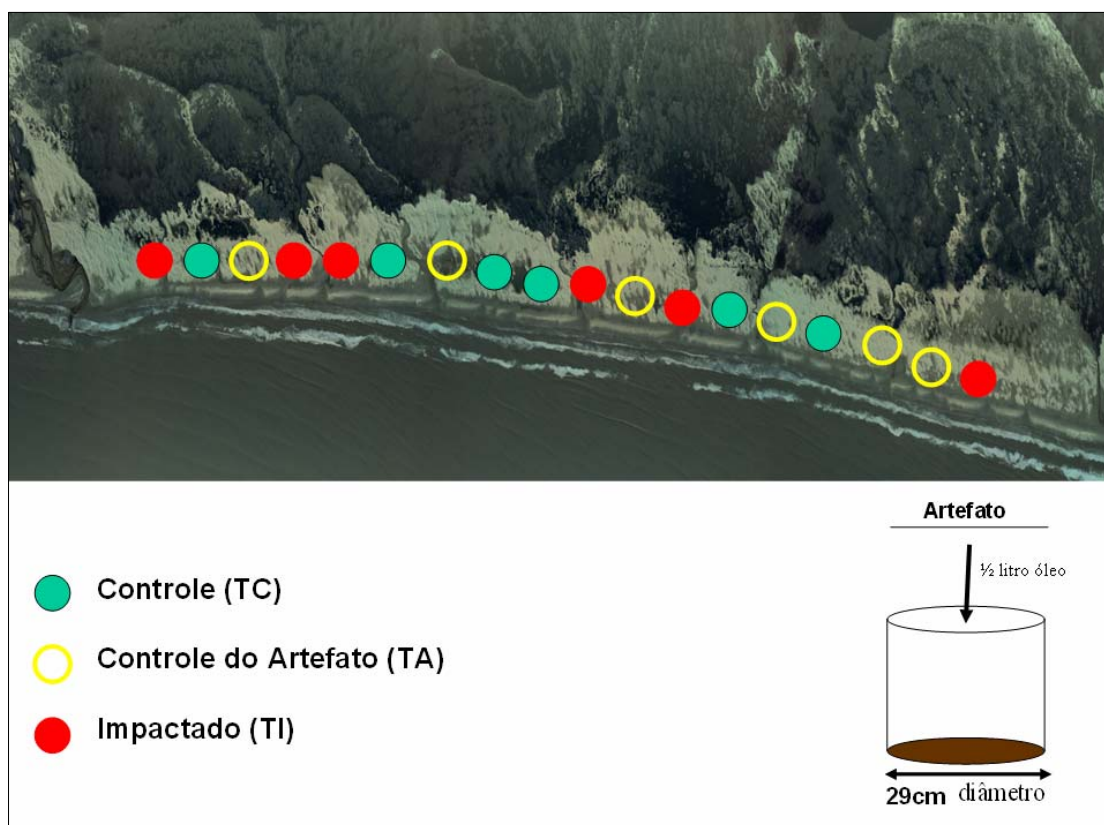 Controle (TC)
Controle do Artefato (TA)
Impactado (TI)
Artefato
½ litro óleo
29cm diâmetro